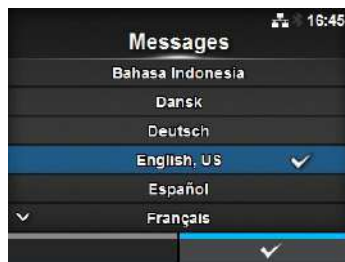 16:45
Messages
Bahasa Indonesia
Dansk
Deutsch
English, US
Español
Français